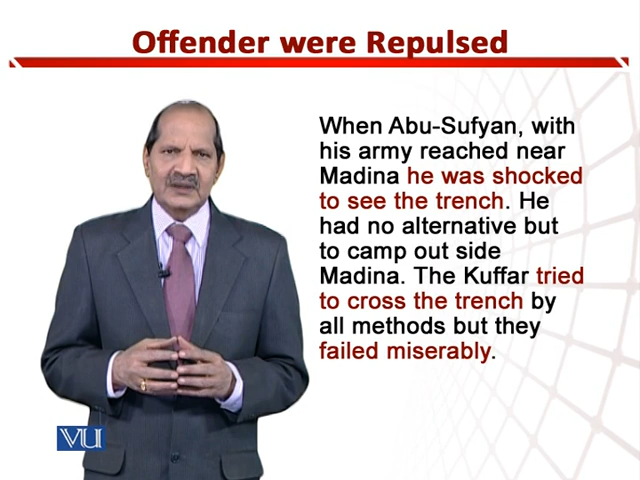 Offender were Repulsed
When Abu-Sufyan, with
his army reached near
Madina he was shocked
to see the trench. He
had no alternative but
to camp out side
Madina. The Kuffar tried
to cross the trench by
all methods but they
failed miserably.
VU